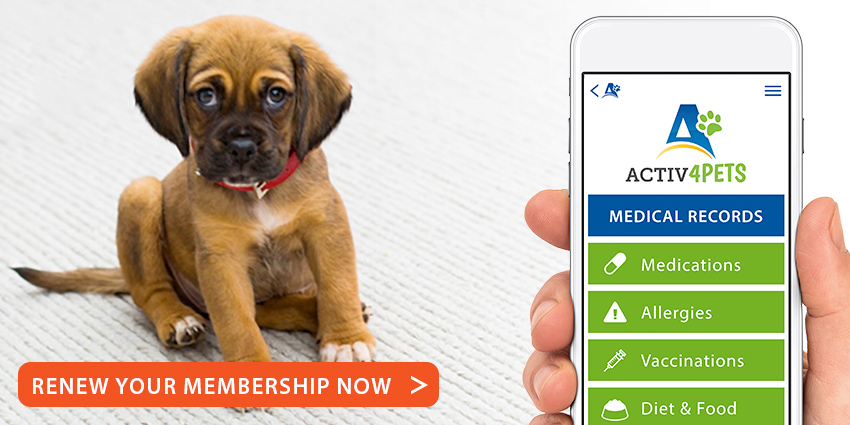 ACTIV4PETS
MEDICAL RECORDS
Medications
Allergies
Vaccinations
Diet & Food
RENEW YOUR MEMBERSHIP NOW >